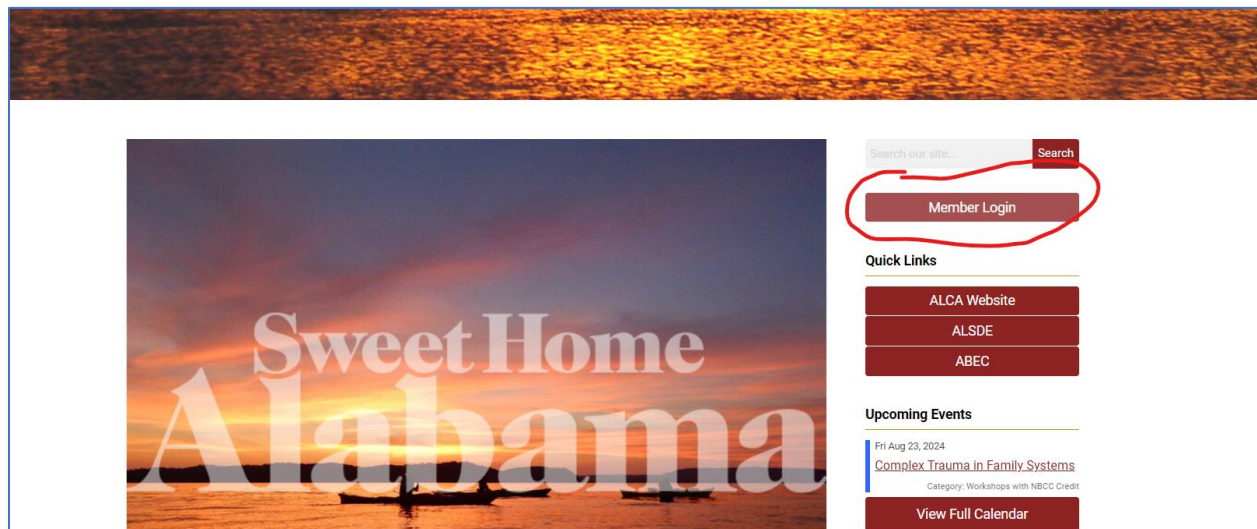 Search our site...
Search
Member Login
Quick Links
ALCA Website
ALSDE
ABEC
Sweet Home
Alabama
Upcoming Events
Fri Aug 23, 2024
Complex Trauma in Family Systems
Category: Workshops with NBCC Credit
View Full Calendar